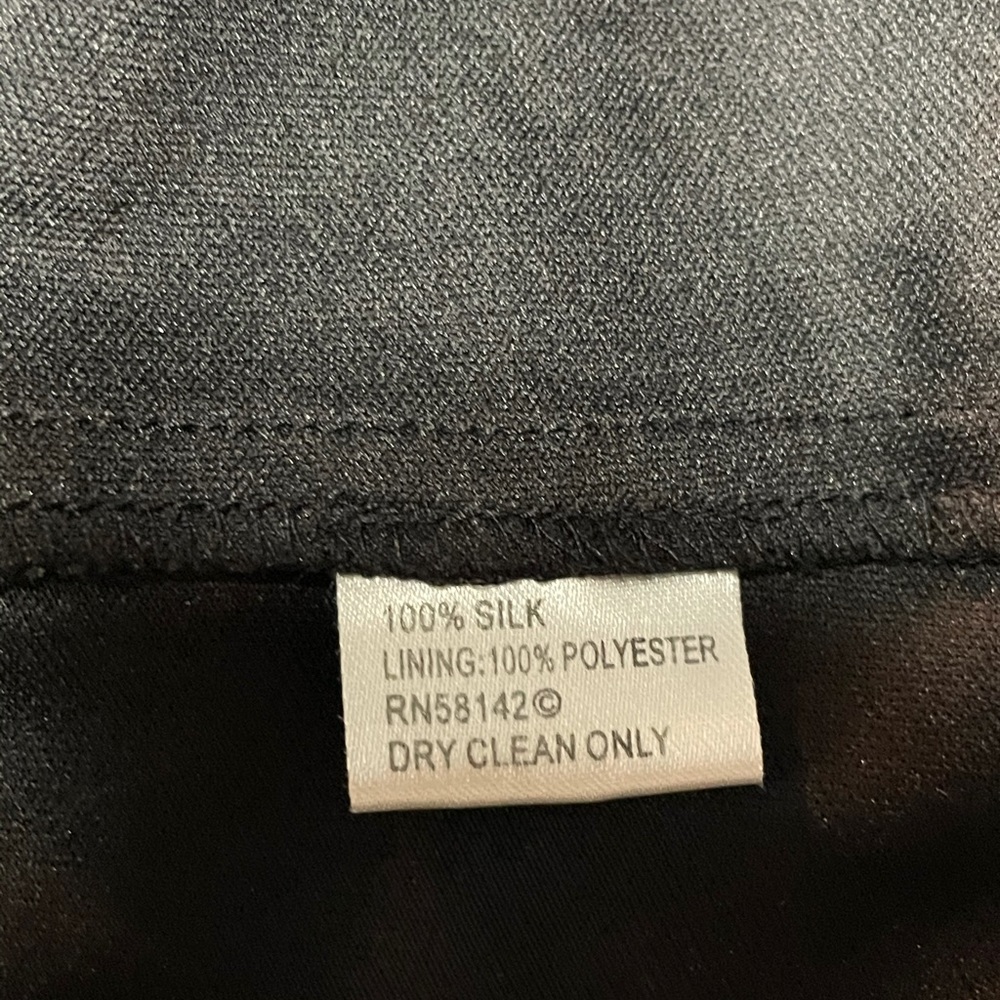 100% SILK
LINING:100% POLYESTER
RN58142©
DRY CLEAN ONLY